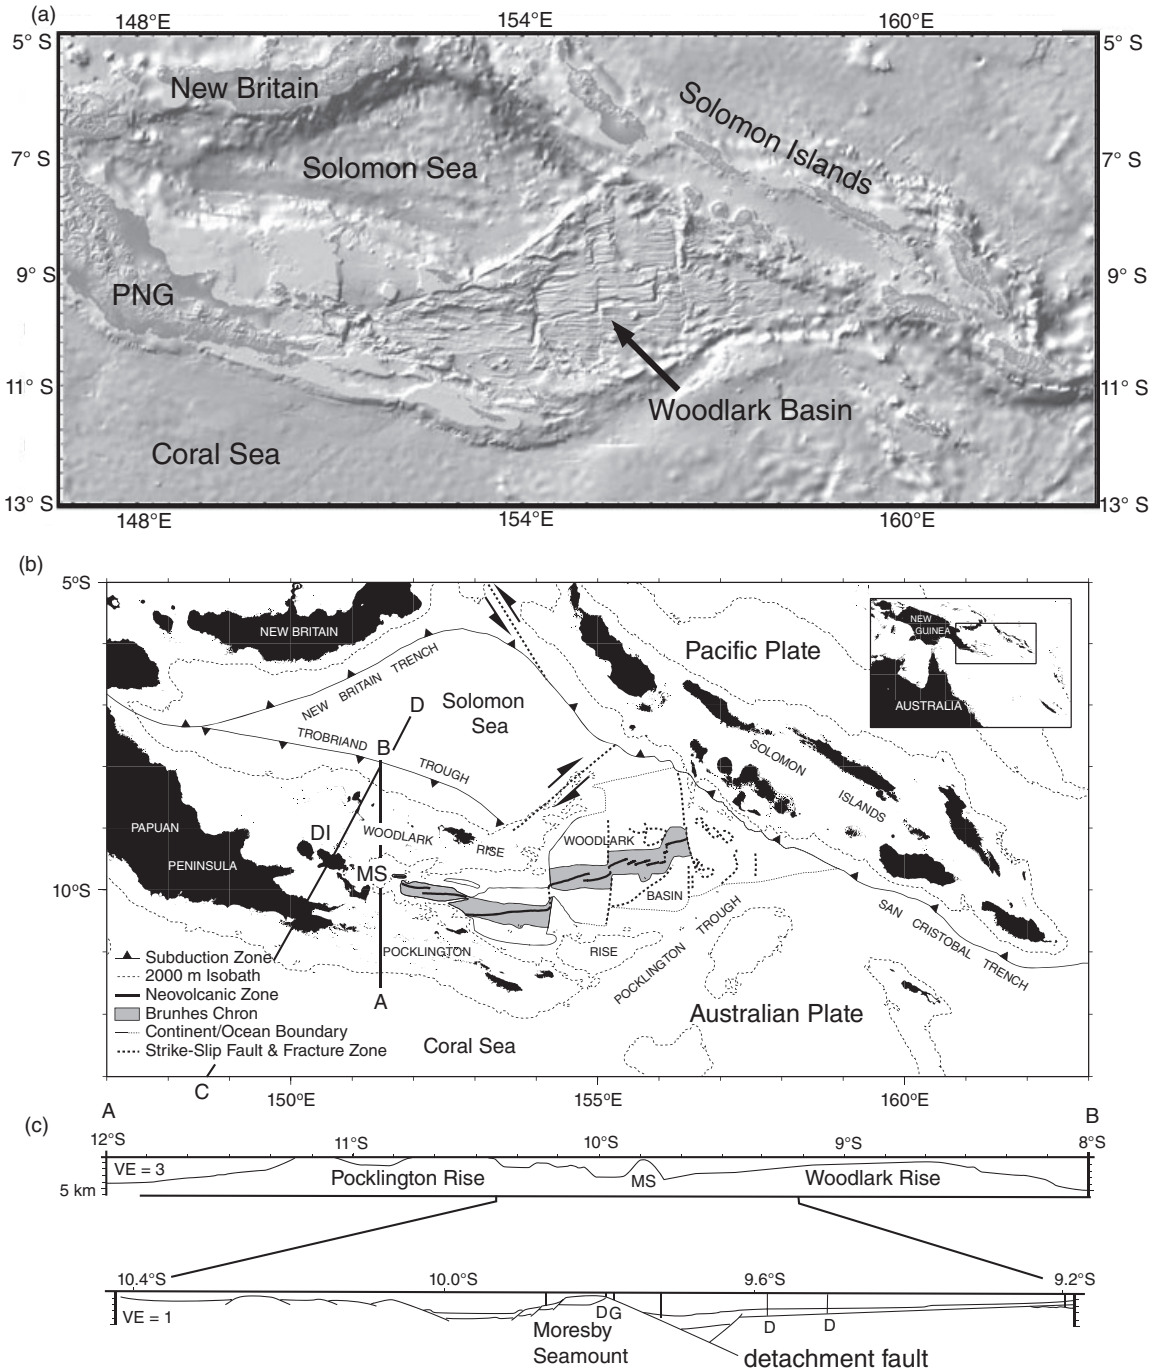 (a)
148°E
154°E
160°E
5° S
5° S
New Britain
Solomon Islands
7° S
7° S
Solomon Sea
9° S
9° S
PNG
11° S
11° S
Woodlark Basin
Coral Sea
13° S
13° S
148°E
154°E
160°E
(b)
5°S
NEW BRITAIN
NEW
GUINEA
AUSTRALIA
Pacific Plate
NEW BRITAIN TRENCH
D
Solomon
Sea
TROBRIAND TROUGH
B
SOLOMON
ISLANDS
PAPUAN
PENINSULA
DI
WOODLARK RISE
WOODLARK
BASIN
MS
10°S
POCKLINGTON RISE
POCKLINGTON TROUGH
SAN CRISTOBAL TRENCH
Subduction Zone
2000 m Isobath
Neovolcanic Zone
Brunhes Chron
Continent/Ocean Boundary
Strike-Slip Fault & Fracture Zone
A
Australian Plate
Coral Sea
C
150°E
155°E
160°E
(c)
A
B
12°S
11°S
10°S
9°S
8°S
VE = 3
5 km
Pocklington Rise
MS
Woodlark Rise
10.4°S
10.0°S
9.6°S
9.2°S
VE = 1
D G
D
D
Moresby
Seamount
detachment fault